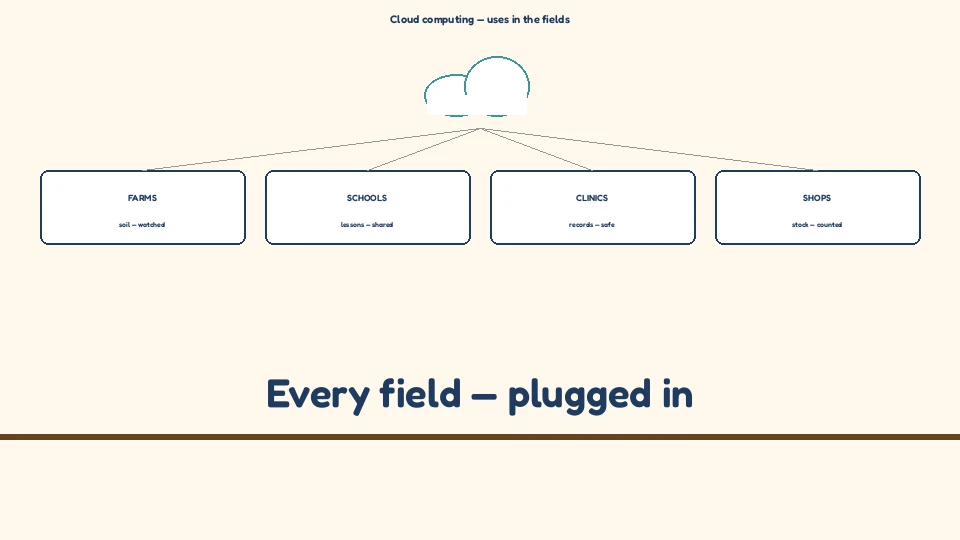 Cloud computing — uses in the fields
FARMS
soil — watched
SCHOOLS
lessons — shared
CLINICS
records — safe
SHOPS
stock — counted
Every field — plugged in